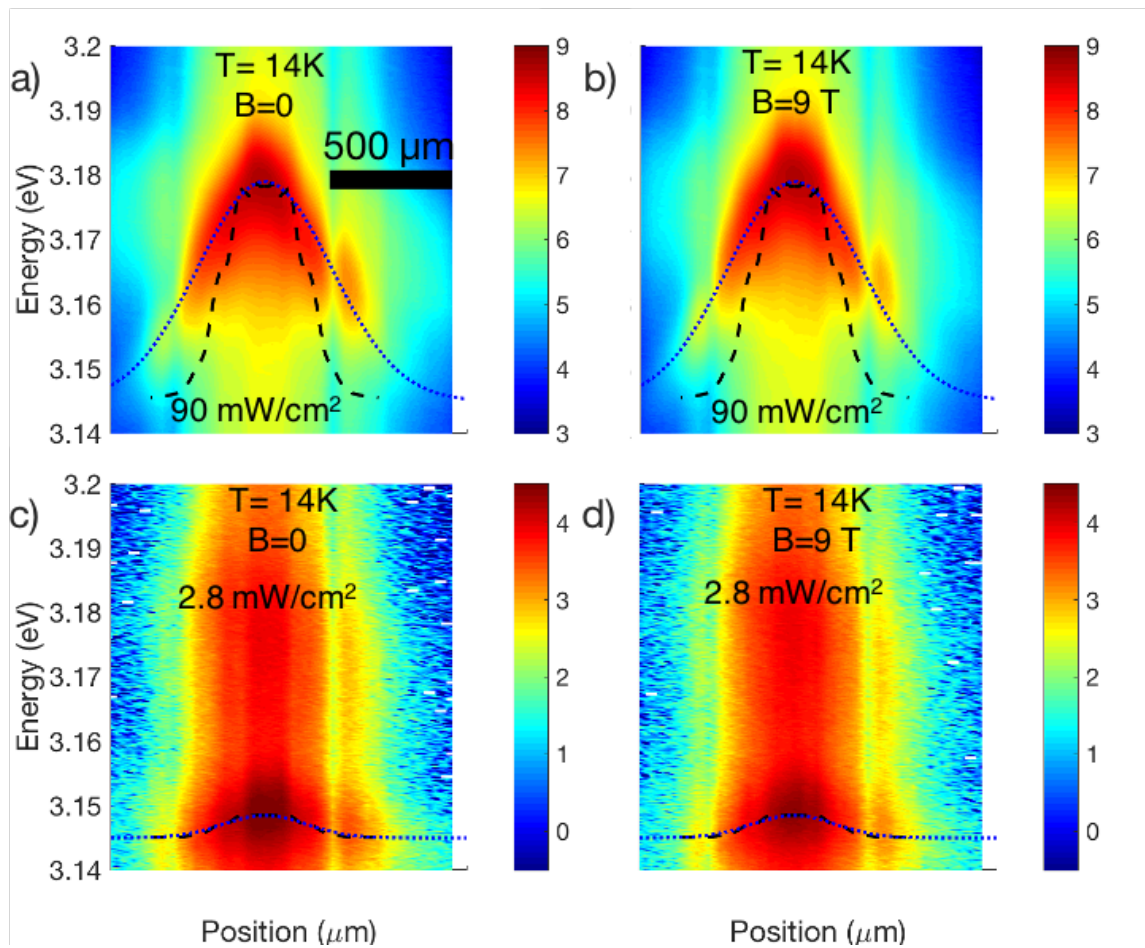 a)
T= 14K
B=0
500 μm
90 mW/cm²
3.2
3.19
3.18
3.17
3.16
3.15
3.14
Energy (eV)
9
8
7
6
5
4
3
b)
T= 14K
B=9 T
90 mW/cm²
9
8
7
6
5
4
3
c)
T= 14K
B=0
2.8 mW/cm²
3.2
3.19
3.18
3.17
3.16
3.15
3.14
Energy (eV)
4
3
2
1
0
Position (μm)
d)
T= 14K
B=9 T
2.8 mW/cm²
4
3
2
1
0
Position (μm)